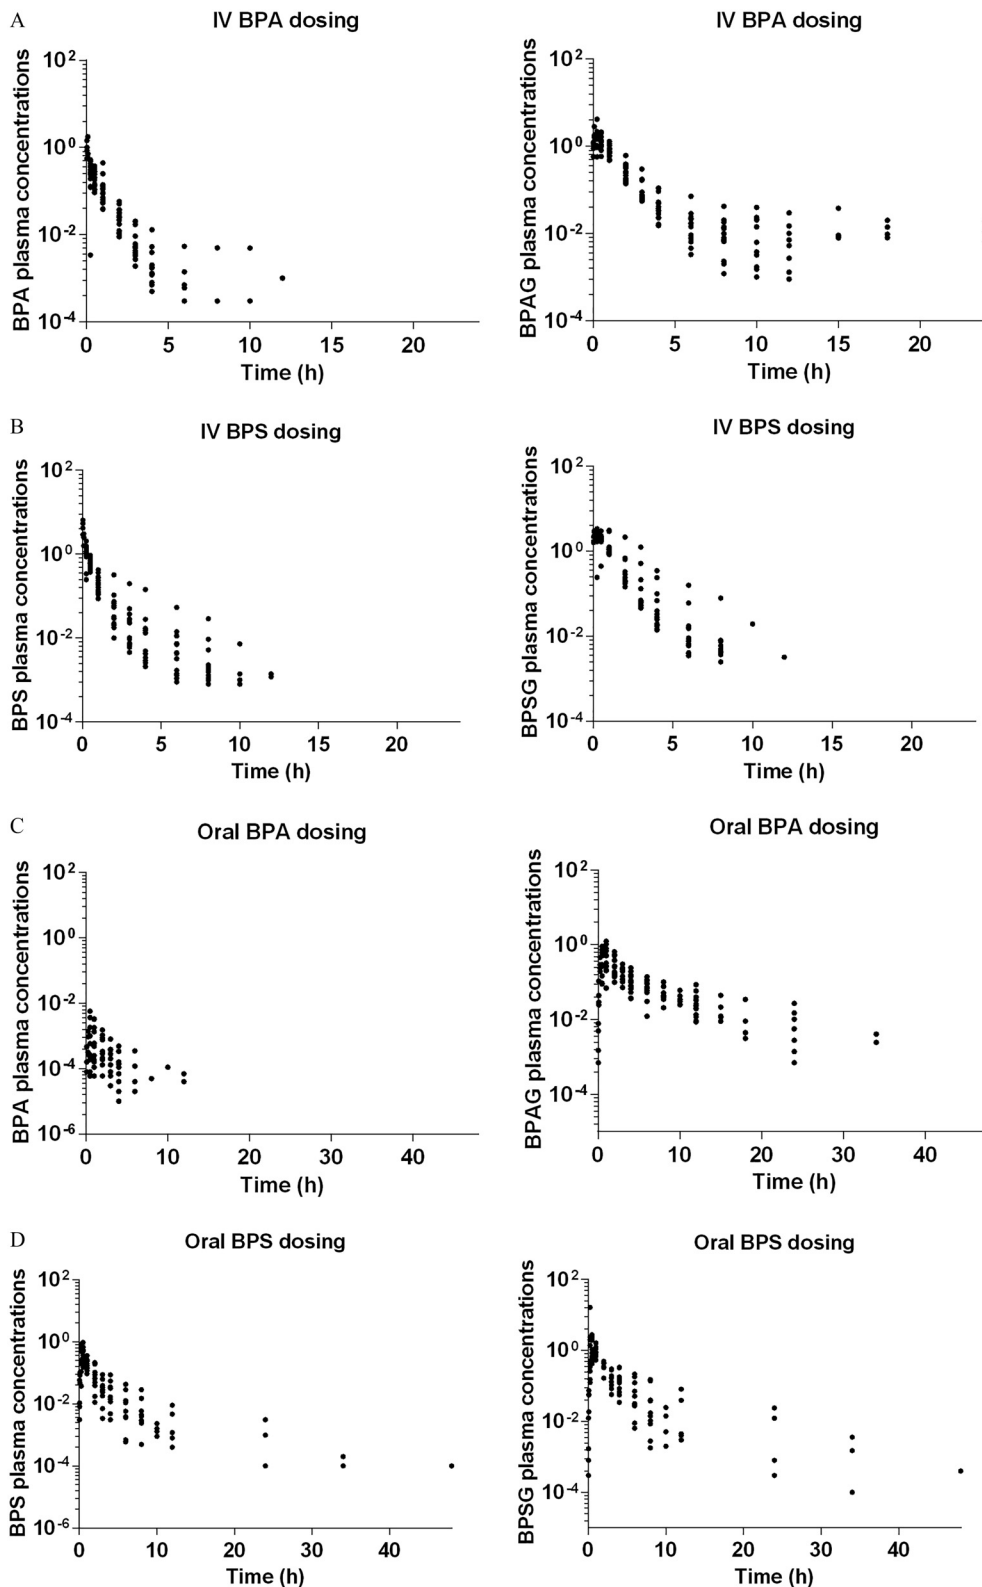 A
IV BPA dosing
BPA plasma concentrations
10²
10⁰
10⁻²
10⁻⁴
0 5 10 15 20
Time (h)
IV BPA dosing
BPAG plasma concentrations
10²
10⁰
10⁻²
10⁻⁴
0 5 10 15 20
Time (h)
B
IV BPS dosing
BPS plasma concentrations
10²
10⁰
10⁻²
10⁻⁴
0 5 10 15 20
Time (h)
IV BPS dosing
BPSG plasma concentrations
10²
10⁰
10⁻²
10⁻⁴
0 5 10 15 20
Time (h)
C
Oral BPA dosing
BPA plasma concentrations
10²
10⁰
10⁻²
10⁻⁴
10⁻⁶
0 10 20 30 40
Time (h)
Oral BPA dosing
BPAG plasma concentrations
10²
10⁰
10⁻²
10⁻⁴
0 10 20 30 40
Time (h)
D
Oral BPS dosing
BPS plasma concentrations
10²
10⁰
10⁻²
10⁻⁴
10⁻⁶
0 10 20 30 40
Time (h)
Oral BPS dosing
BPSG plasma concentrations
10²
10⁰
10⁻²
10⁻⁴
0 10 20 30 40
Time (h)